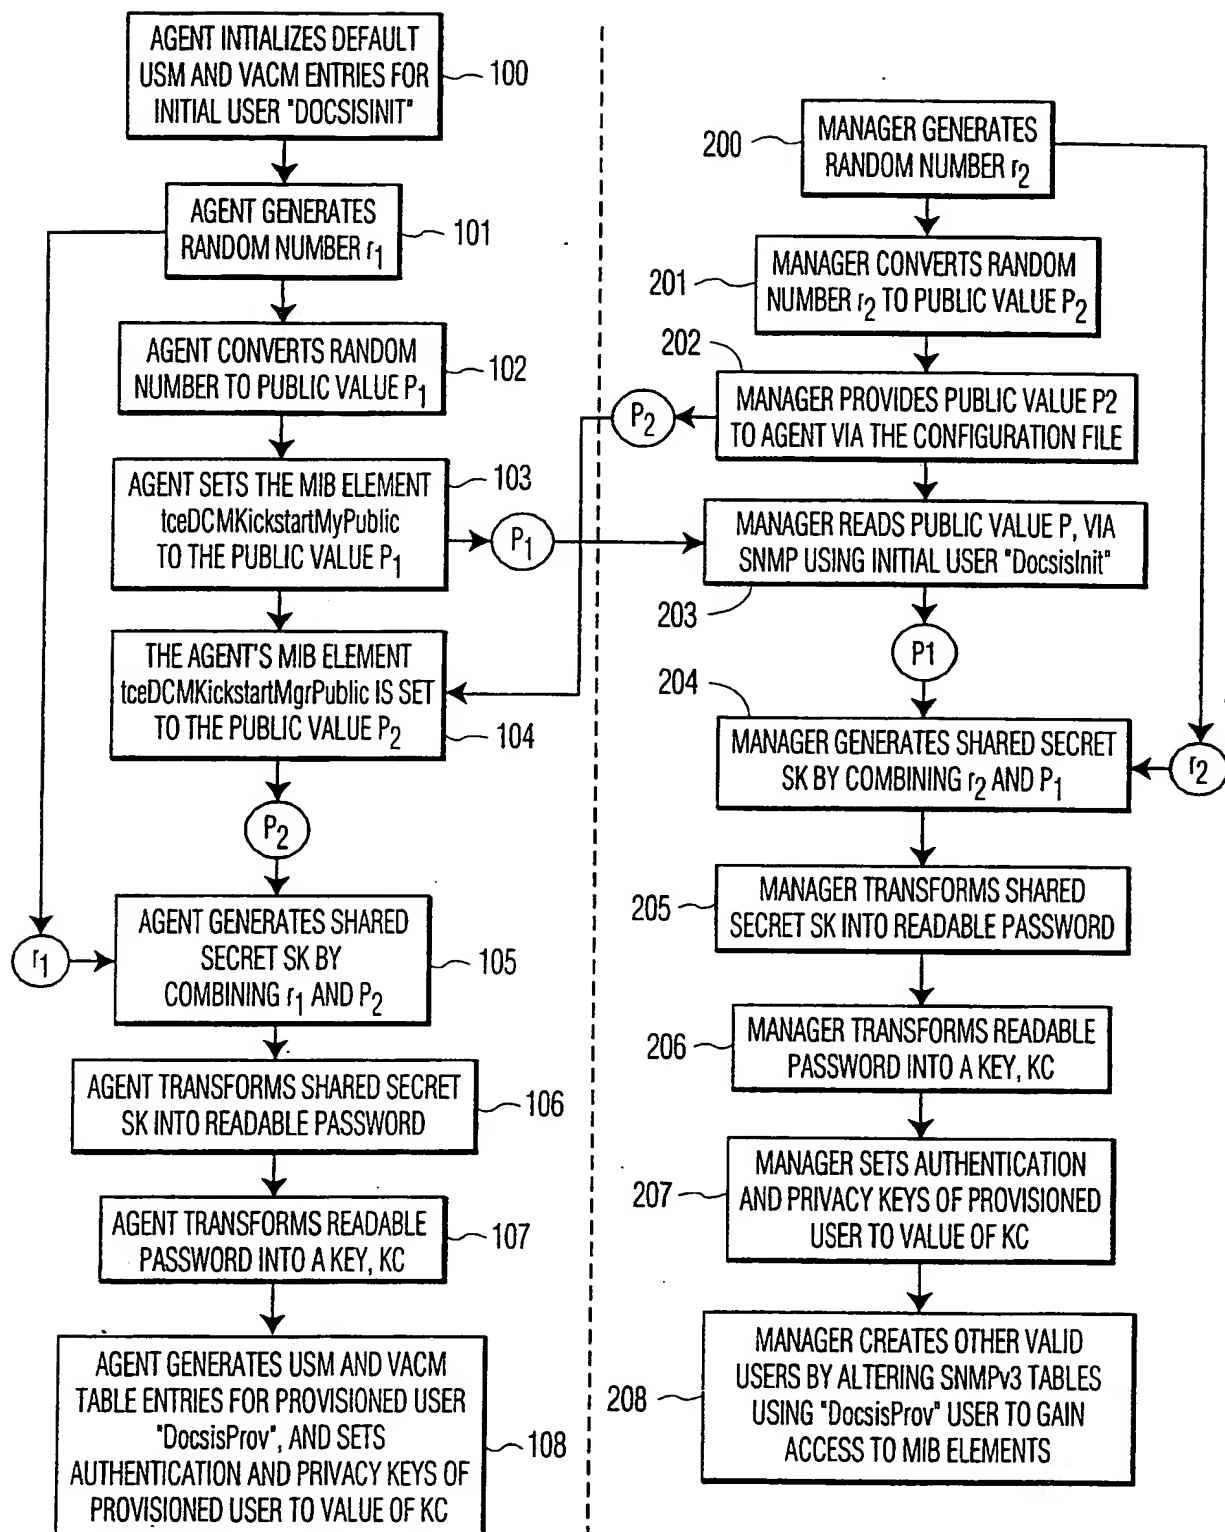 AGENT INTIALIZES DEFAULT
USM AND VACM ENTRIES FOR
INITIAL USER "DOCSISINIT"
100
AGENT GENERATES
RANDOM NUMBER r1
101
AGENT CONVERTS RANDOM
NUMBER TO PUBLIC VALUE P1
102
AGENT SETS THE MIB ELEMENT
tceDCMKickstartMyPublic
TO THE PUBLIC VALUE P1
103
P1
THE AGENT'S MIB ELEMENT
tceDCMKickstartMgrPublic IS SET
TO THE PUBLIC VALUE P2
104
P2
r1
AGENT GENERATES SHARED
SECRET SK BY
COMBINING r1 AND P2
105
AGENT TRANSFORMS SHARED SECRET
SK INTO READABLE PASSWORD
106
AGENT TRANSFORMS READABLE
PASSWORD INTO A KEY, KC
107
AGENT GENERATES USM AND VACM
TABLE ENTRIES FOR PROVISIONED USER
"DocsisProv", AND SETS
AUTHENTICATION AND PRIVACY KEYS OF
PROVISIONED USER TO VALUE OF KC
108
200
MANAGER GENERATES
RANDOM NUMBER r2
201
MANAGER CONVERTS RANDOM
NUMBER r2 TO PUBLIC VALUE P2
202
MANAGER PROVIDES PUBLIC VALUE P2
TO AGENT VIA THE CONFIGURATION FILE
P2
MANAGER READS PUBLIC VALUE P, VIA
SNMP USING INITIAL USER "DocsisInit"
203
P1
204
MANAGER GENERATES SHARED SECRET
SK BY COMBINING r2 AND P1
r2
205
MANAGER TRANSFORMS SHARED
SECRET SK INTO READABLE PASSWORD
206
MANAGER TRANSFORMS READABLE
PASSWORD INTO A KEY, KC
207
MANAGER SETS AUTHENTICATION
AND PRIVACY KEYS OF PROVISIONED
USER TO VALUE OF KC
208
MANAGER CREATES OTHER VALID
USERS BY ALTERING SNMPv3 TABLES
USING "DocsisProv" USER TO GAIN
ACCESS TO MIB ELEMENTS